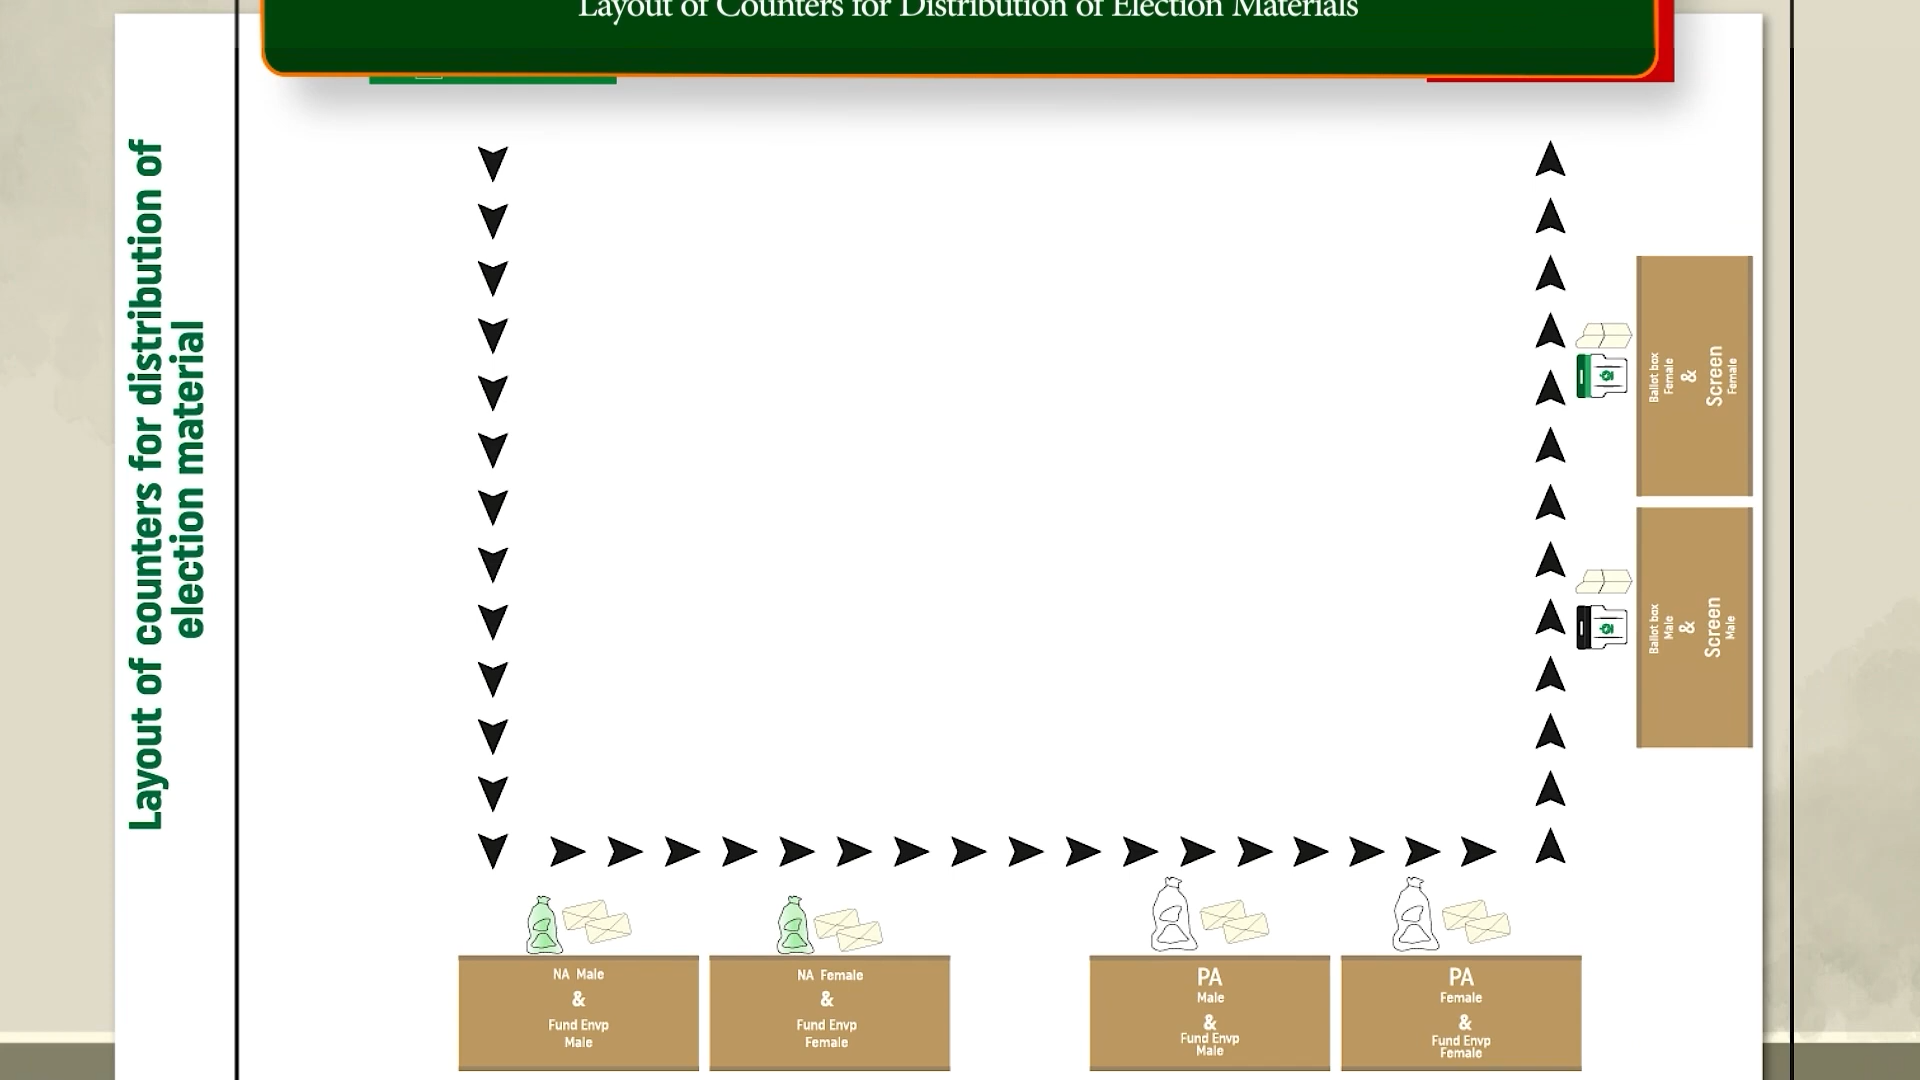 Layout of Counters for Distribution of Election Materials
Layout of counters for distribution of
election material
Ballot box
Female
&
Screen
Female
Ballot box
Male
&
Screen
Male
NA Male
&
Fund Envp
Male
NA Female
&
Fund Envp
Female
PA
Male
&
Fund Envp
Male
PA
Female
&
Fund Envp
Female